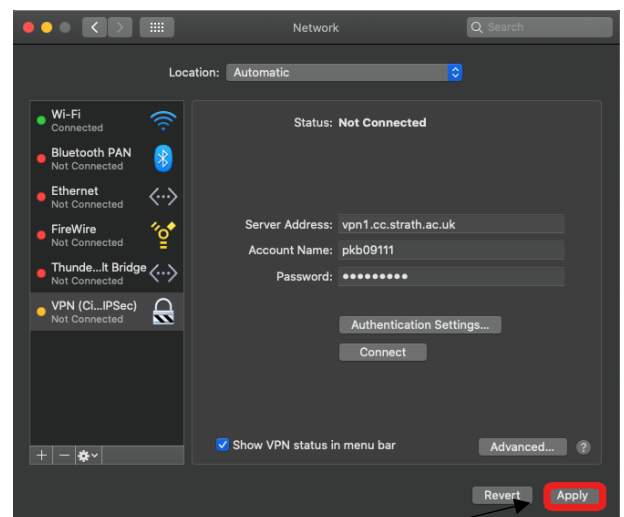 Network
Search
Location: Automatic
Wi-Fi
Connected
Bluetooth PAN
Not Connected
Ethernet
Not Connected
FireWire
Not Connected
Thunde...lt Bridge
Not Connected
VPN (Ci...IPSec)
Not Connected
Status: Not Connected
Server Address: vpn1.cc.strath.ac.uk
Account Name: pkb09111
Password: •••••••••
Authentication Settings...
Connect
Show VPN status in menu bar
Advanced... ?
Revert Apply